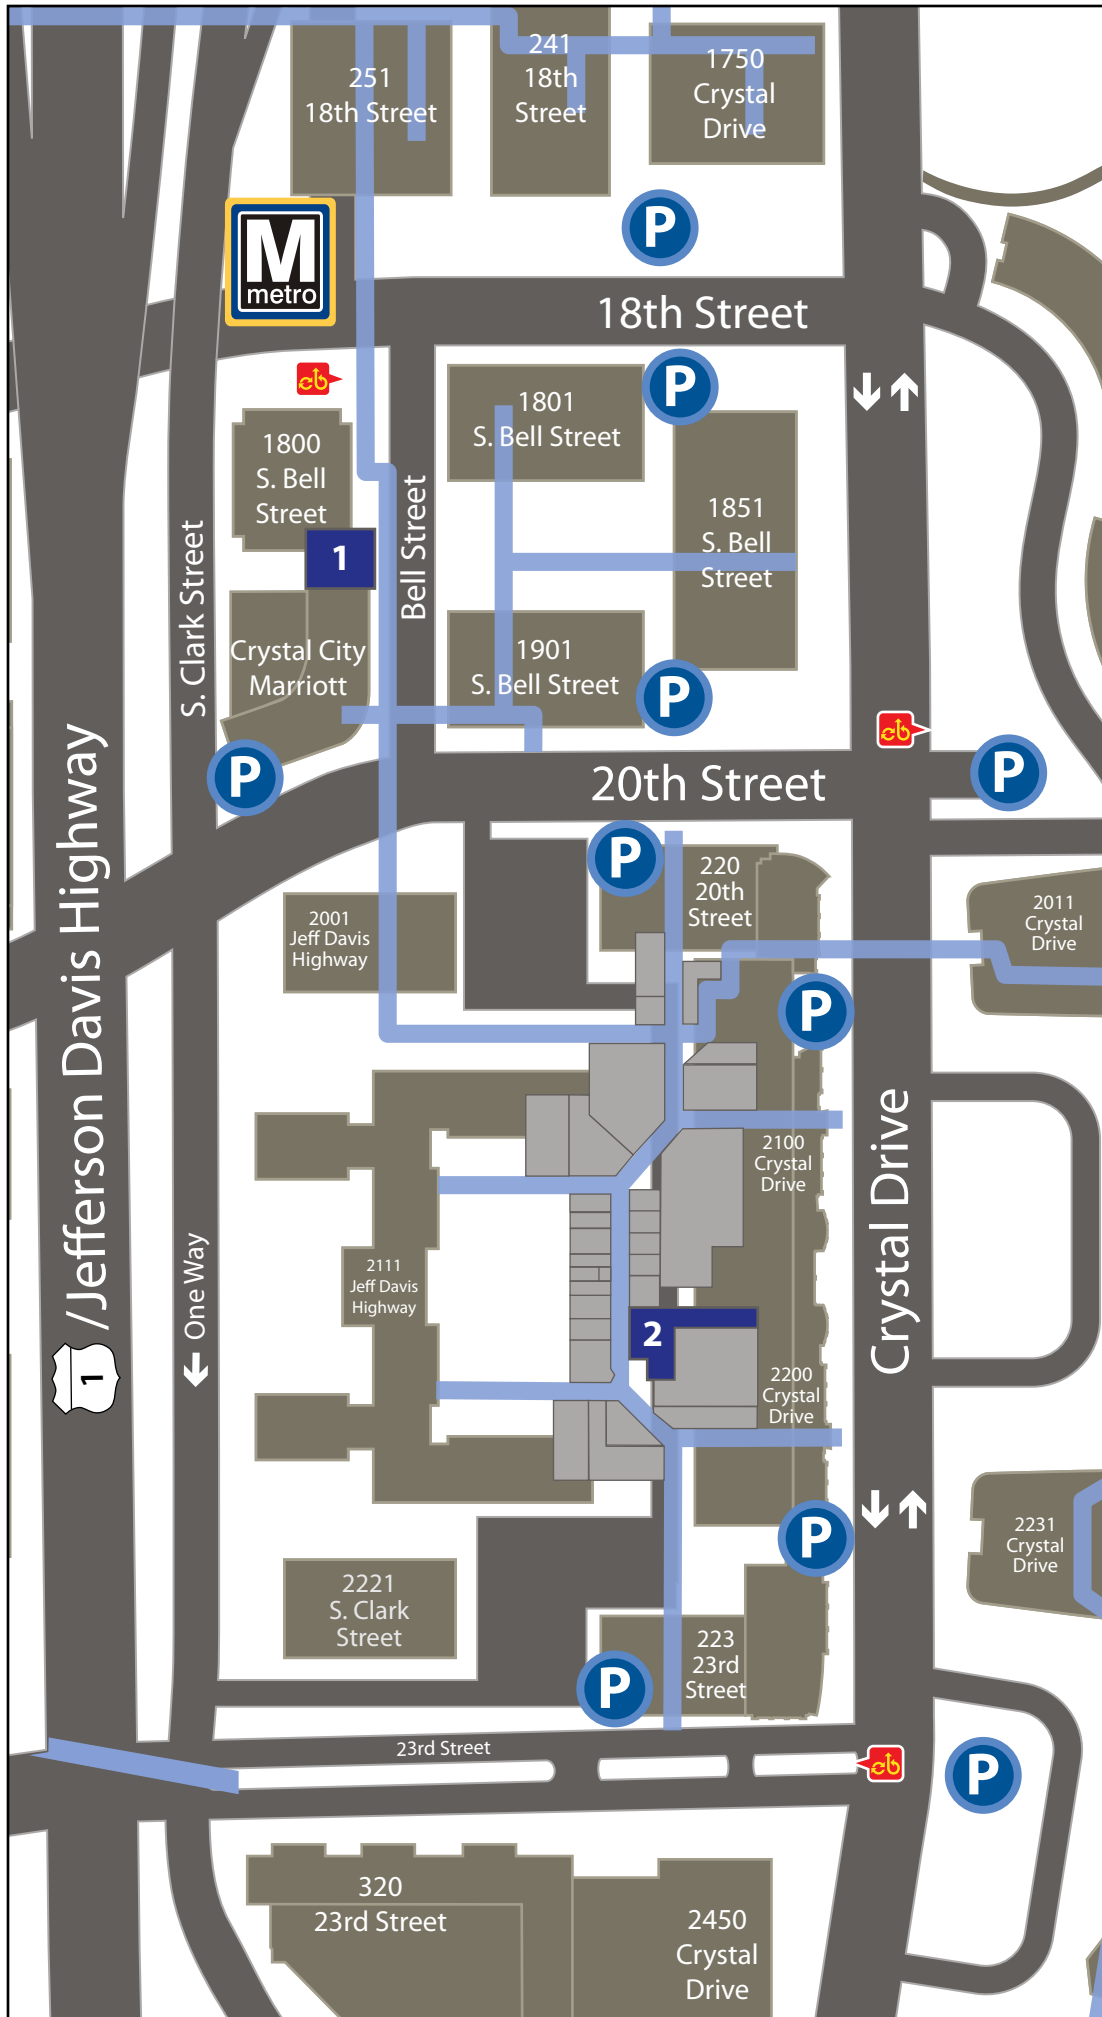 251
18th Street
241
18th
Street
1750
Crystal
Drive
P
M
metro
18th Street
P
1801
S. Bell Street
1800
S. Bell
Street
1851
S. Bell
Street
1
Bell Street
S. Clark Street
Crystal City
Marriott
1901
S. Bell Street
P
P
20th Street
P
P
220
20th
Street
2001
Jeff Davis
Highway
2011
Crystal
Drive
P
1 /Jefferson Davis Highway
Crystal Drive
2100
Crystal
Drive
One Way
2111
Jeff Davis
Highway
2
2200
Crystal
Drive
P
2231
Crystal
Drive
2221
S. Clark
Street
223
23rd
Street
P
23rd Street
P
320
23rd Street
2450
Crystal
Drive